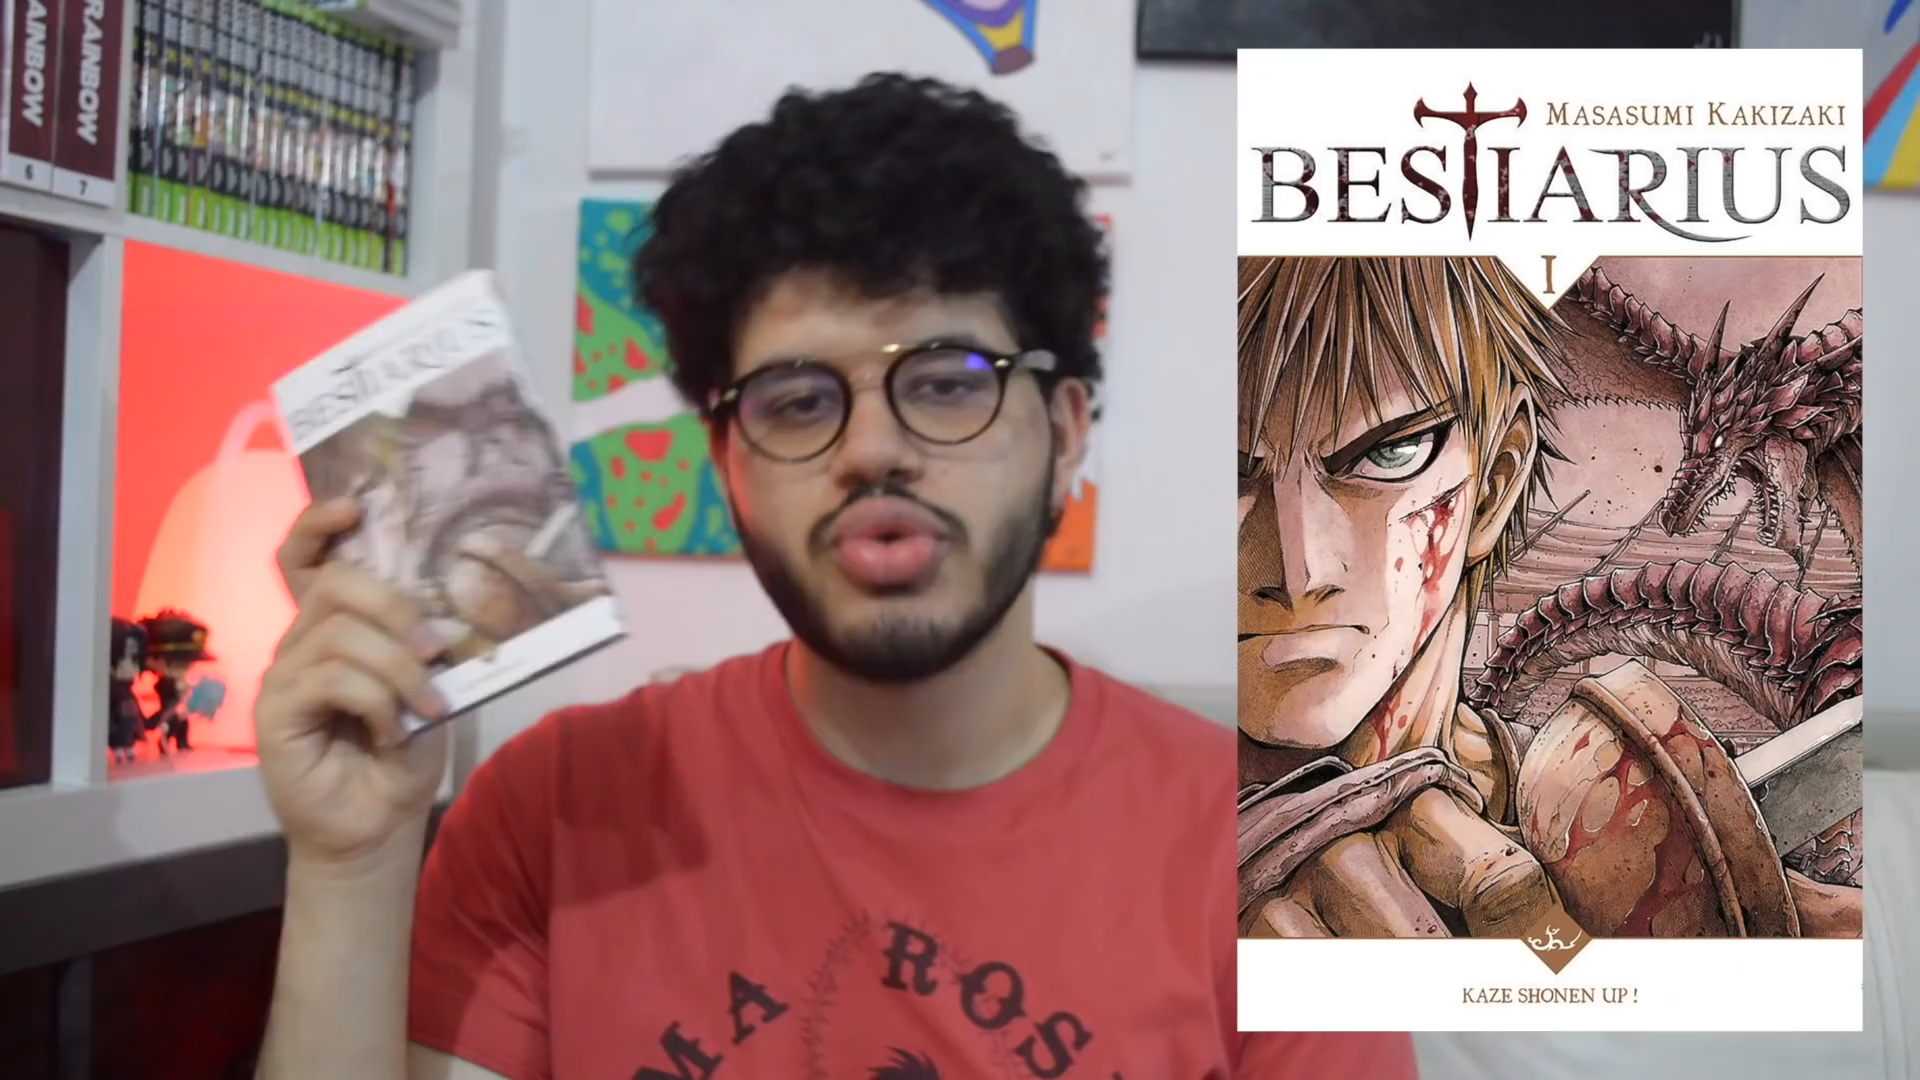 RAINBOW
6
RAINBOW
7
BESTIARIUS
MA ROS
MASASUMI KAKIZAKI
BESTIARIUS
I
KAZE SHONEN UP !